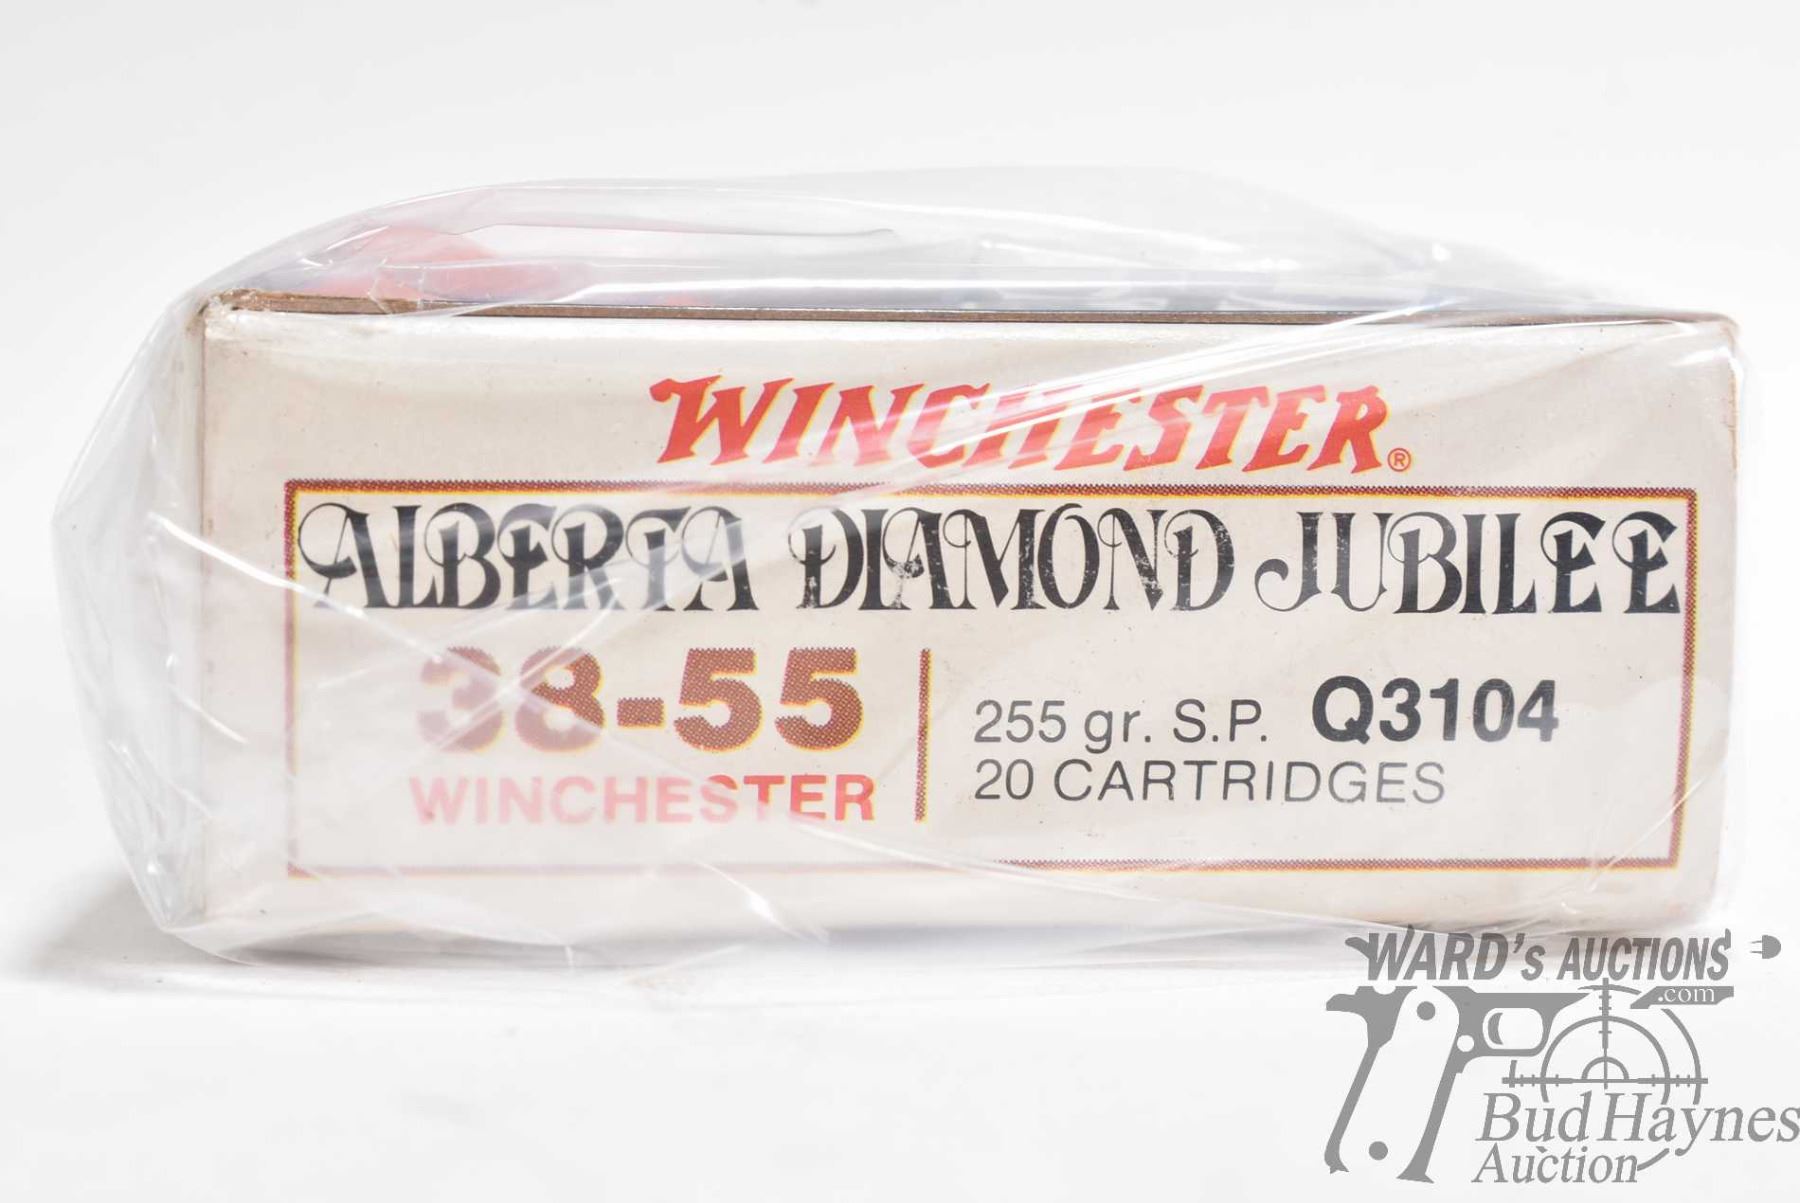 WINCHESTER®
ALBERTA DIAMOND JUBILEE
38-55
WINCHESTER
255 gr. S.P. Q3104
20 CARTRIDGES
WARD'S AUCTIONS
.com
Bud Haynes
Auction